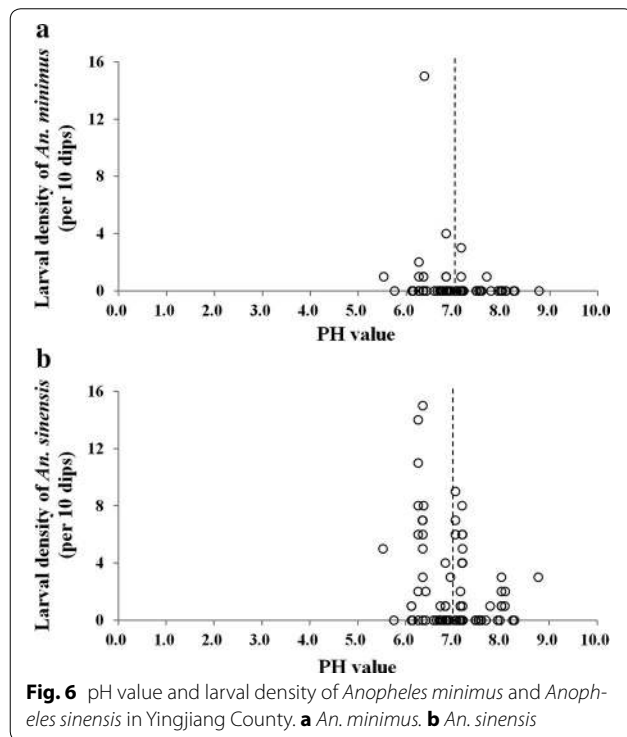 a
Larval density of An. minimus
(per 10 dips)
16
12
8
4
0
0.0 1.0 2.0 3.0 4.0 5.0 6.0 7.0 8.0 9.0 10.0
PH value
b
Larval density of An. sinensis
(per 10 dips)
16
12
8
4
0
0.0 1.0 2.0 3.0 4.0 5.0 6.0 7.0 8.0 9.0 10.0
PH value
Fig. 6 pH value and larval density of Anopheles minimus and Anoph-
eles sinensis in Yingjiang County. a An. minimus. b An. sinensis